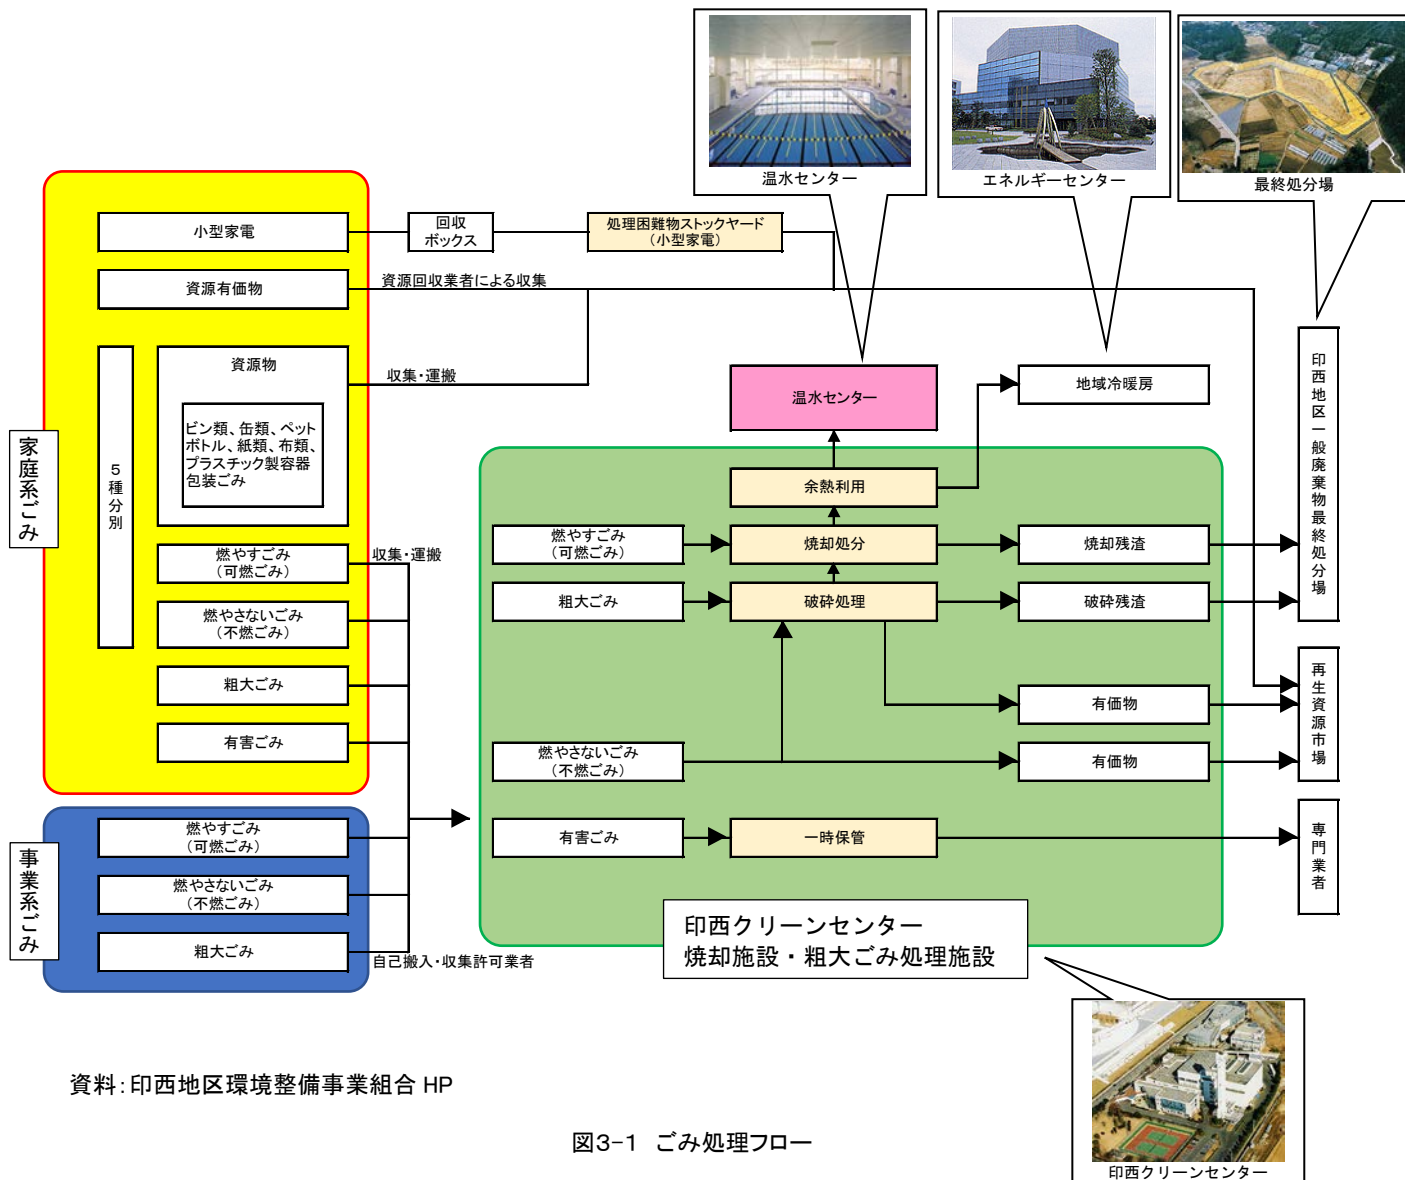 温水センター
エネルギーセンター
最終処分場
小型家電
回収
ボックス
処理困難物ストックヤード
(小型家電)
資源有価物
資源回収業者による収集
資源物
収集・運搬
ビン類、缶類、ペット
ボトル、紙類、布類、
プラスチック製容器
包装ごみ
5種分別
家庭系ごみ
燃やすごみ
(可燃ごみ)
収集・運搬
燃やさないごみ
(不燃ごみ)
粗大ごみ
有害ごみ
事業系ごみ
燃やすごみ
(可燃ごみ)
燃やさないごみ
(不燃ごみ)
粗大ごみ
自己搬入・収集許可業者
温水センター
地域冷暖房
余熱利用
燃やすごみ
(可燃ごみ)
焼却処分
焼却残渣
粗大ごみ
破砕処理
破砕残渣
有価物
燃やさないごみ
(不燃ごみ)
有価物
有害ごみ
一時保管
印西地区一般廃棄物最終処分場
再生資源市場
専門業者
印西クリーンセンター
焼却施設・粗大ごみ処理施設
印西クリーンセンター
資料:印西地区環境整備事業組合 HP
図3-1 ごみ処理フロー